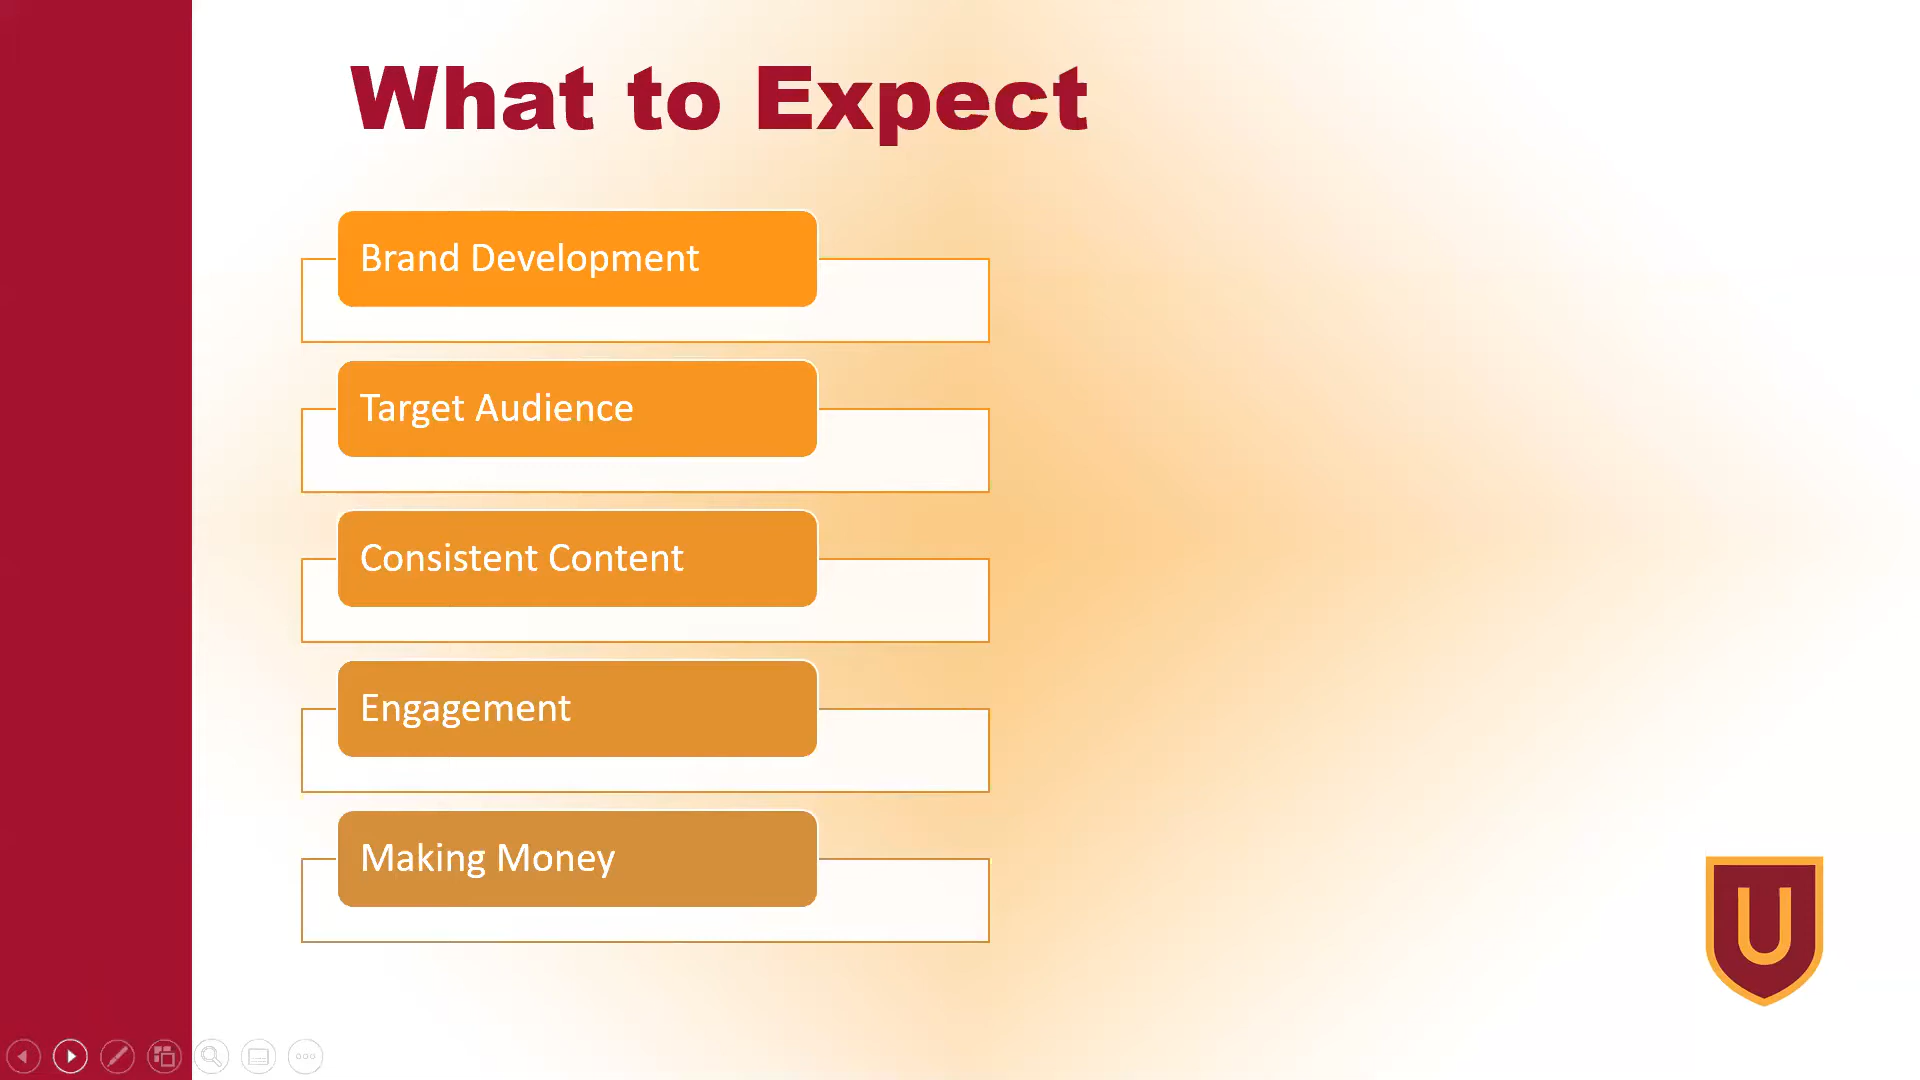 What to Expect
Brand Development
Target Audience
Consistent Content
Engagement
Making Money
U